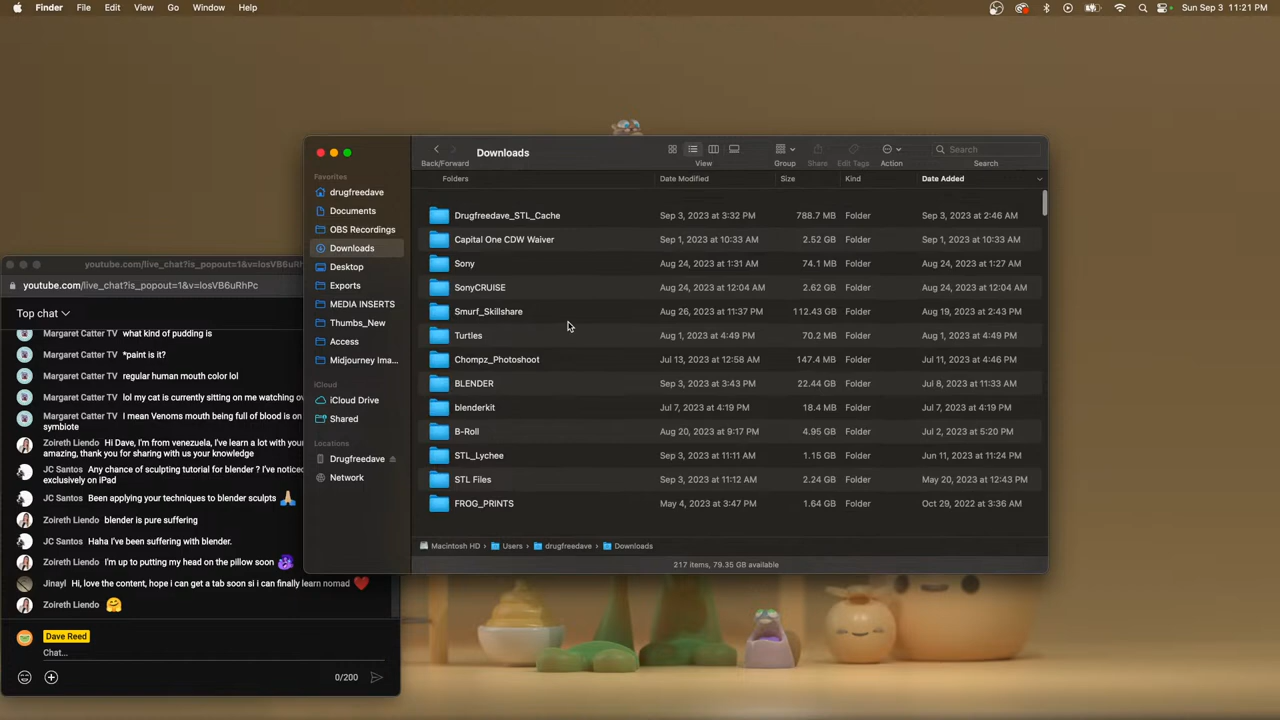 Finder File Edit View Go Window Help Sun Sep 3 11:21 PM
Back/Forward
Downloads
View
Group
Share
Edit Tags
Action
Search
Search
Favorites
drugfreedave
Documents
OBS Recordings
Downloads
Desktop
Exports
MEDIA INSERTS
Thumbs_New
Access
Midjourney Ima...
iCloud
iCloud Drive
Shared
Locations
Drugfreedave
Network
Folders Date Modified Size Kind Date Added
Drugfreedave_STL_Cache Sep 3, 2023 at 3:32 PM 788.7 MB Folder Sep 3, 2023 at 2:46 AM
Capital One CDW Waiver Sep 1, 2023 at 10:33 AM 2.52 GB Folder Sep 1, 2023 at 10:33 AM
Sony Aug 24, 2023 at 1:31 AM 74.1 MB Folder Aug 24, 2023 at 1:27 AM
SonyCRUISE Aug 24, 2023 at 12:04 AM 2.62 GB Folder Aug 24, 2023 at 12:04 AM
Smurf_Skillshare Aug 26, 2023 at 11:37 PM 112.43 GB Folder Aug 19, 2023 at 2:43 PM
Turtles Aug 1, 2023 at 4:49 PM 70.2 MB Folder Aug 1, 2023 at 4:49 PM
Chompz_Photoshoot Jul 13, 2023 at 12:58 AM 147.4 MB Folder Jul 11, 2023 at 4:46 PM
BLENDER Sep 3, 2023 at 3:43 PM 22.44 GB Folder Jul 8, 2023 at 11:33 AM
blenderkit Jul 7, 2023 at 4:19 PM 18.4 MB Folder Jul 7, 2023 at 4:19 PM
B-Roll Aug 20, 2023 at 9:17 PM 4.95 GB Folder Jul 2, 2023 at 5:20 PM
STL_Lychee Sep 3, 2023 at 11:11 AM 1.15 GB Folder Jun 11, 2023 at 11:24 PM
STL Files Sep 3, 2023 at 11:12 AM 2.24 GB Folder May 20, 2023 at 12:43 PM
FROG_PRINTS May 4, 2023 at 3:47 PM 1.64 GB Folder Oct 29, 2022 at 3:36 AM
Macintosh HD Users drugfreedave Downloads
217 items, 79.35 GB available
youtube.com/live_chat?is_popout=1&v=IosVB6uRh
youtube.com/live_chat?is_popout=1&v=IosVB6uRhPc
Top chat
Margaret Catter TV what kind of pudding is
Margaret Catter TV *paint is it?
Margaret Catter TV regular human mouth color lol
Margaret Catter TV lol my cat is currently sitting on me watching
Margaret Catter TV I mean Venoms mouth being full of blood is on
symbiote
Zoireth Liendo Hi Dave, I'm from venezuela, I've learn a lot with your
amazing, thank you for sharing with us your knowledge
JC Santos Any chance of sculpting tutorial for blender ? I've noticed
exclusively on iPad
JC Santos Been applying your techniques to blender sculpts 🙏🏼
Zoireth Liendo blender is pure suffering
JC Santos Haha I've been suffering with blender.
Zoireth Liendo I'm up to putting my head on the pillow soon
Jinayl Hi, love the content, hope i can get a tab soon si i can finally learn nomad ❤️
Zoireth Liendo 🤗
Dave Reed
Chat...
0/200